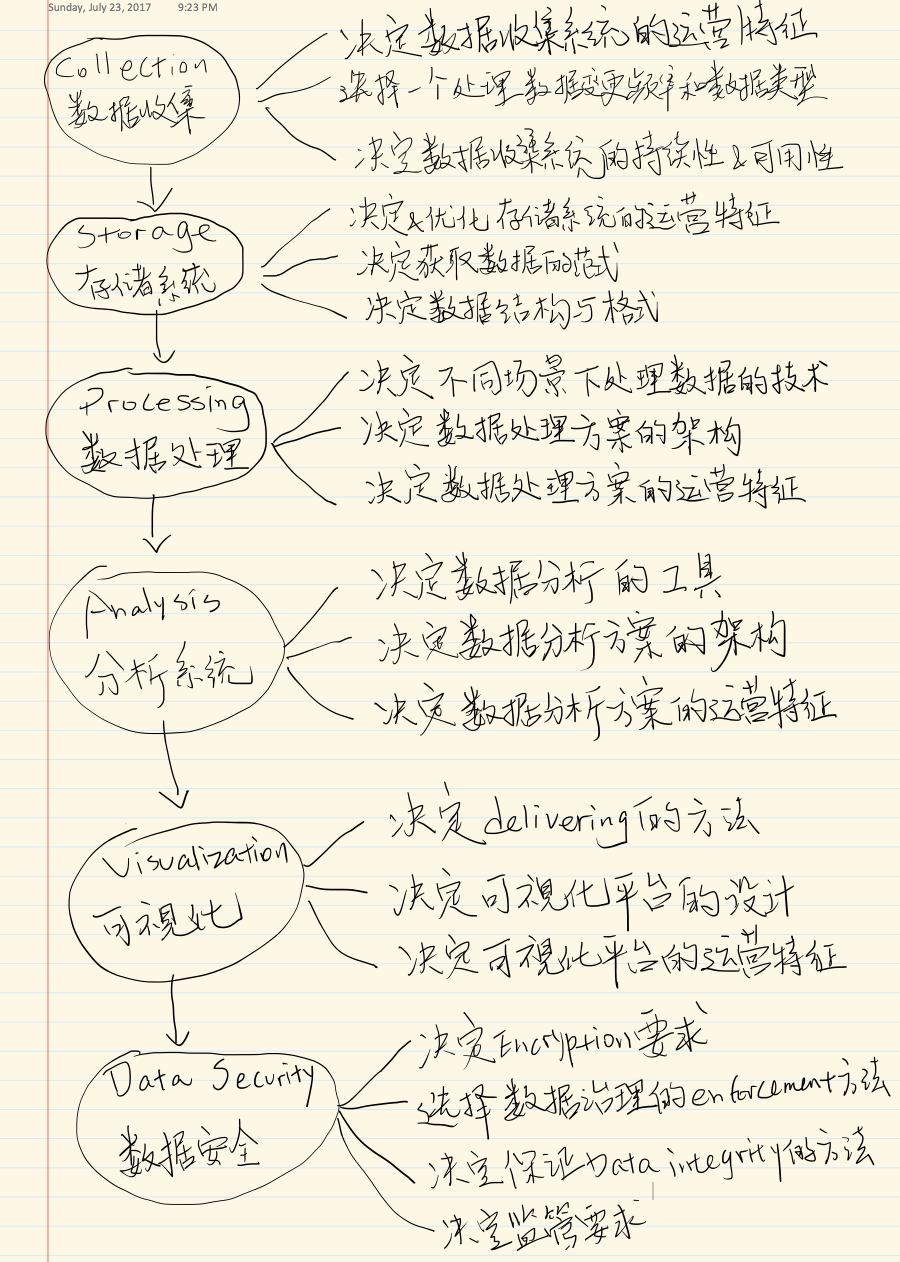 Sunday, July 23, 2017 9:23 PM
Collection
数据收集
决定数据收集系统的运营特征
选择一个处理数据变更频率和数据类型
决定数据收集系统的持续性&可用性
Storage
存储系统
决定&优化存储系统的运营特征
决定获取数据的范式
决定数据结构与格式
Processing
数据处理
决定不同场景下处理数据的技术
决定数据处理方案的架构
决定数据处理方案的运营特征
Analysis
分析系统
决定数据分析的工具
决定数据分析方案的架构
决定数据分析方案的运营特征
Visualization
可視化
决定delivering的方法
决定可視化平台的设计
决定可視化平台的运营特征
Data Security
数据安全
决定Encryption要求
选择数据治理的enforcement方法
决定保证Data integrity的方法
决定监管要求